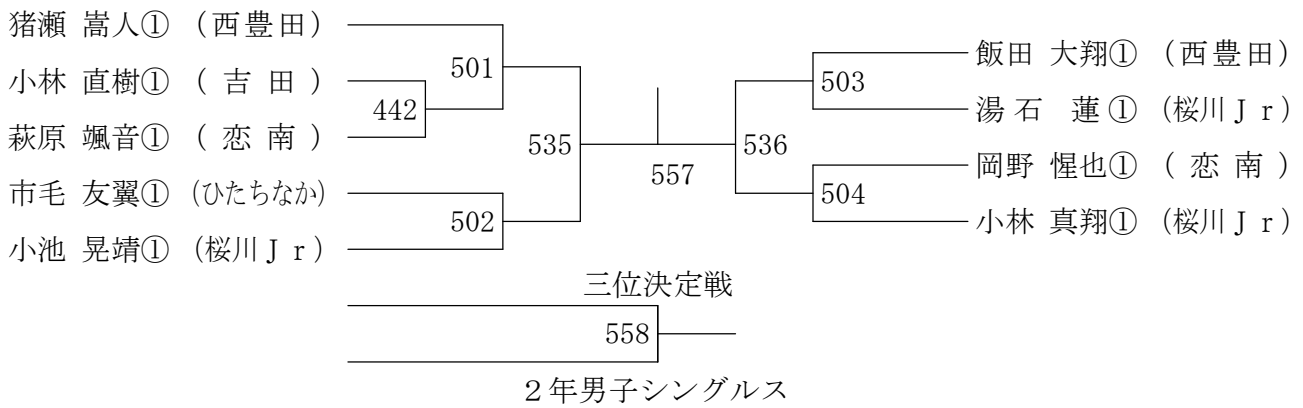 猪瀬 嵩人① (西豊田)
小林 直樹① ( 吉 田 )
萩原 颯音① ( 恋 南 )
市毛 友翼① (ひたちなか)
小池 晃靖① (桜川Ｊｒ)
501
442
535
502
557
536
503
504
飯田 大翔① (西豊田)
湯 石 蓮 ① (桜川Ｊｒ)
岡野 惺也① ( 恋 南 )
小林 真翔① (桜川Ｊｒ)
三位決定戦
558
２年男子シングルス